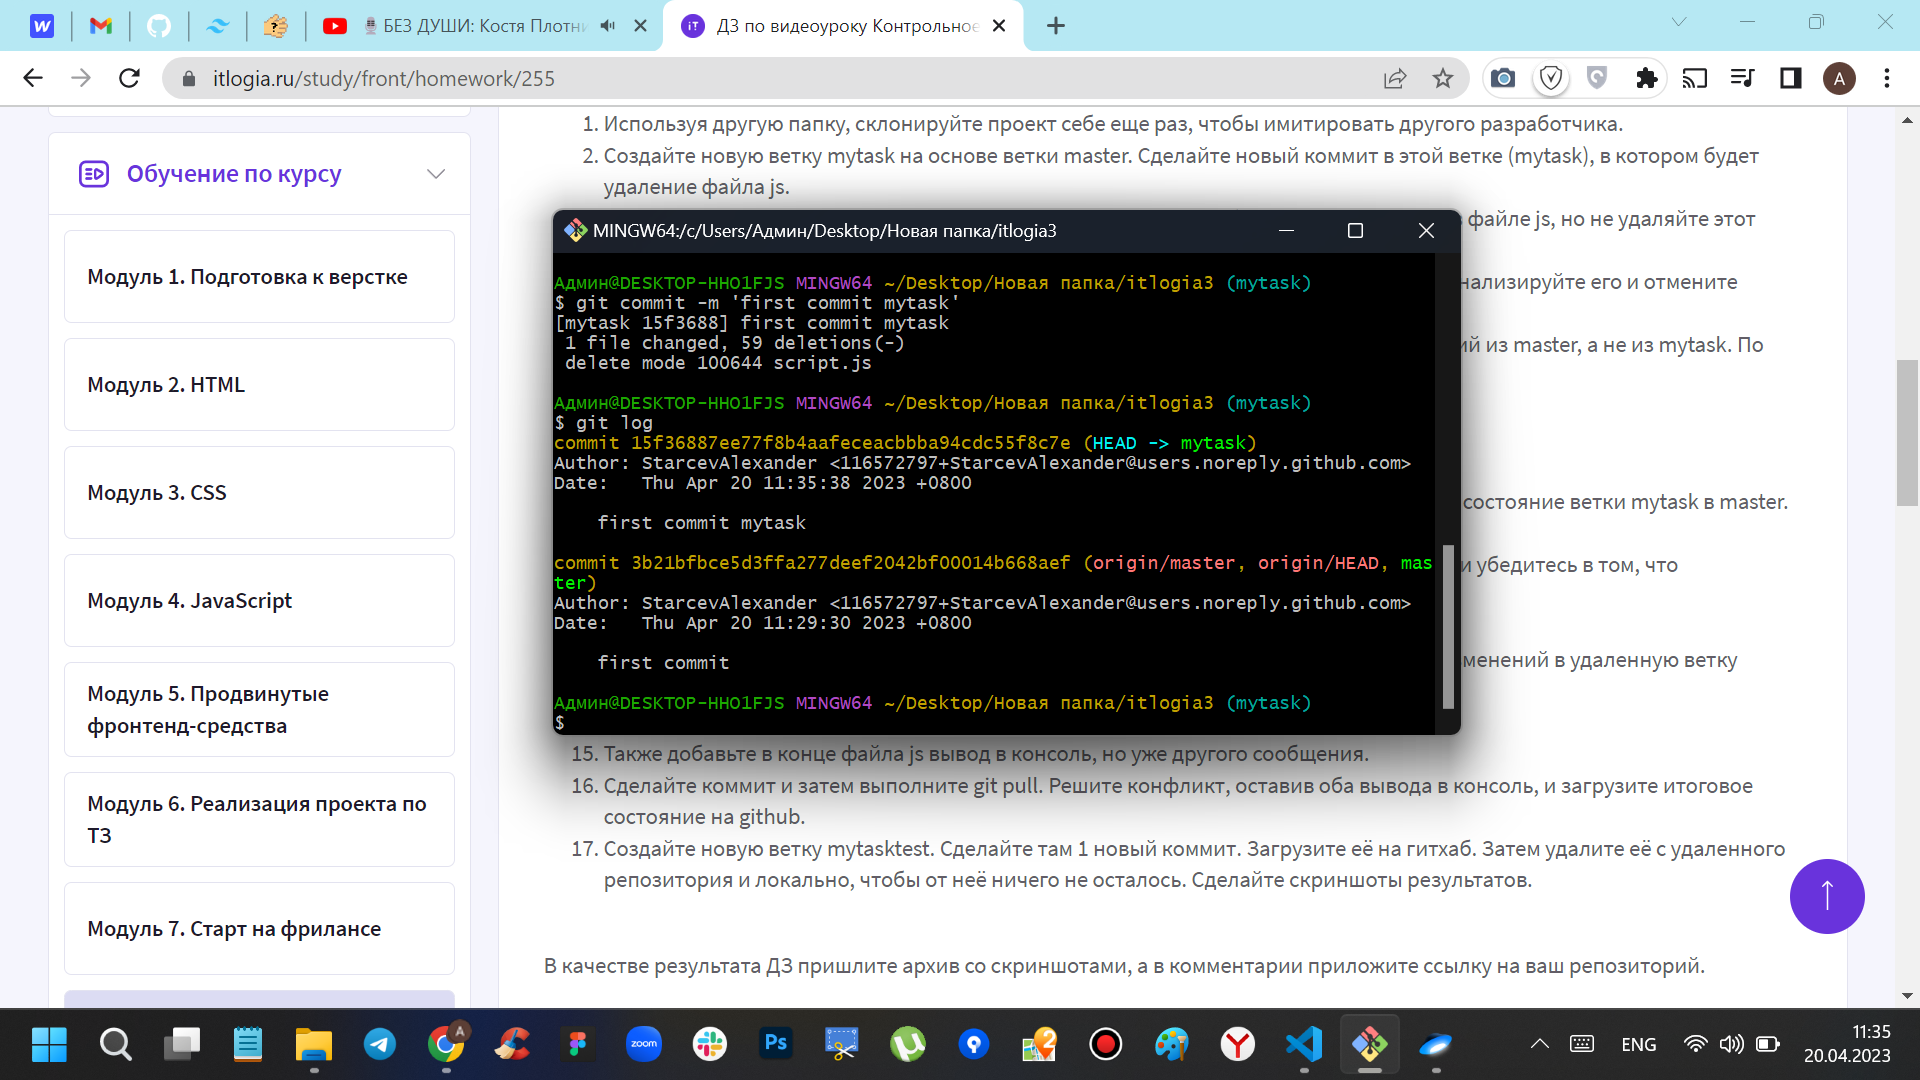 БЕЗ ДУШИ: Костя Плотни
ДЗ по видеоуроку Контрольное
itlogia.ru/study/front/homework/255
A
Обучение по курсу
Модуль 1. Подготовка к верстке
Модуль 2. HTML
Модуль 3. CSS
Модуль 4. JavaScript
Модуль 5. Продвинутые
фронтенд-средства
Модуль 6. Реализация проекта по
ТЗ
Модуль 7. Старт на фрилансе
1. Используя другую папку, склонируйте проект себе еще раз, чтобы имитировать другого разработчика.
2. Создайте новую ветку mytask на основе ветки master. Сделайте новый коммит в этой ветке (mytask), в котором будет
удаление файла js.
файле js, но не удаляйте этот
нализируйте его и отмените
ий из master, а не из mytask. По
состояние ветки mytask в master.
и убедитесь в том, что
менений в удаленную ветку
MINGW64:/c/Users/Админ/Desktop/Новая папка/itlogia3
Админ@DESKTOP-HHO1FJS MINGW64 ~/Desktop/Новая папка/itlogia3 (mytask)
$ git commit -m 'first commit mytask'
[mytask 15f3688] first commit mytask
1 file changed, 59 deletions(-)
delete mode 100644 script.js
Админ@DESKTOP-HHO1FJS MINGW64 ~/Desktop/Новая папка/itlogia3 (mytask)
$ git log
commit 15f36887ee77f8b4aafeceacbbba94cdc55f8c7e (HEAD -> mytask)
Author: StarcevAlexander <116572797+StarcevAlexander@users.noreply.github.com>
Date: Thu Apr 20 11:35:38 2023 +0800
first commit mytask
commit 3b21bfbce5d3ffa277deef2042bf00014b668aef (origin/master, origin/HEAD, mas
ter)
Author: StarcevAlexander <116572797+StarcevAlexander@users.noreply.github.com>
Date: Thu Apr 20 11:29:30 2023 +0800
first commit
Админ@DESKTOP-HHO1FJS MINGW64 ~/Desktop/Новая папка/itlogia3 (mytask)
$
15. Также добавьте в конце файла js вывод в консоль, но уже другого сообщения.
16. Сделайте коммит и затем выполните git pull. Решите конфликт, оставив оба вывода в консоль, и загрузите итоговое
состояние на github.
17. Создайте новую ветку mytasktest. Сделайте там 1 новый коммит. Загрузите её на гитхаб. Затем удалите её с удаленного
репозитория и локально, чтобы от неё ничего не осталось. Сделайте скриншоты результатов.
В качестве результата ДЗ пришлите архив со скриншотами, а в комментарии приложите ссылку на ваш репозиторий.
zoom
Ps
ENG
11:35
20.04.2023